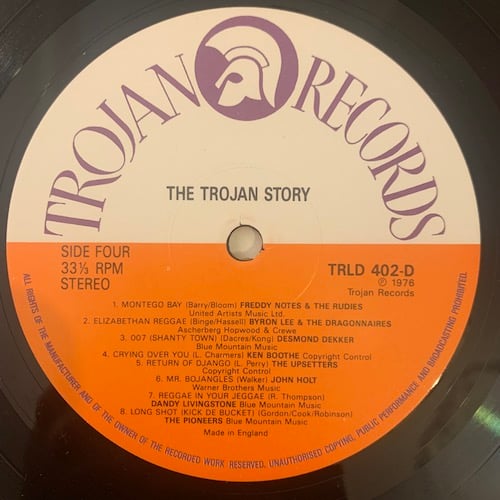 TROJAN RECORDS
THE TROJAN STORY
SIDE FOUR
33⅓ RPM
STEREO
TRLD 402-D
℗ 1976
Trojan Records
1. MONTEGO BAY (Barry/Bloom) FREDDY NOTES & THE RUDIES
United Artists Music Ltd.
2. ELIZABETHAN REGGAE (Binge/Hassell) BYRON LEE & THE DRAGONNAIRES
Ascherberg Hopwood & Crewe
3. 007 (SHANTY TOWN) (Dacres/Kong) DESMOND DEKKER
Blue Mountain Music
4. CRYING OVER YOU (L. Charmers) KEN BOOTHE Copyright Control
5. RETURN OF DJANGO (L. Perry) THE UPSETTERS
Copyright Control
6. MR. BOJANGLES (Walker) JOHN HOLT
Warner Brothers Music
7. REGGAE IN YOUR JEGGAE (R. Thompson)
DANDY LIVINGSTONE Blue Mountain Music
8. LONG SHOT (KICK DE BUCKET) (Gordon/Cook/Robinson)
THE PIONEERS Blue Mountain Music
Made in England
ALL RIGHTS OF THE MANUFACTURER AND OF THE OWNER OF THE RECORDED WORK RESERVED. UNAUTHORISED COPYING, PUBLIC PERFORMANCE AND BROADCASTING PROHIBITED.